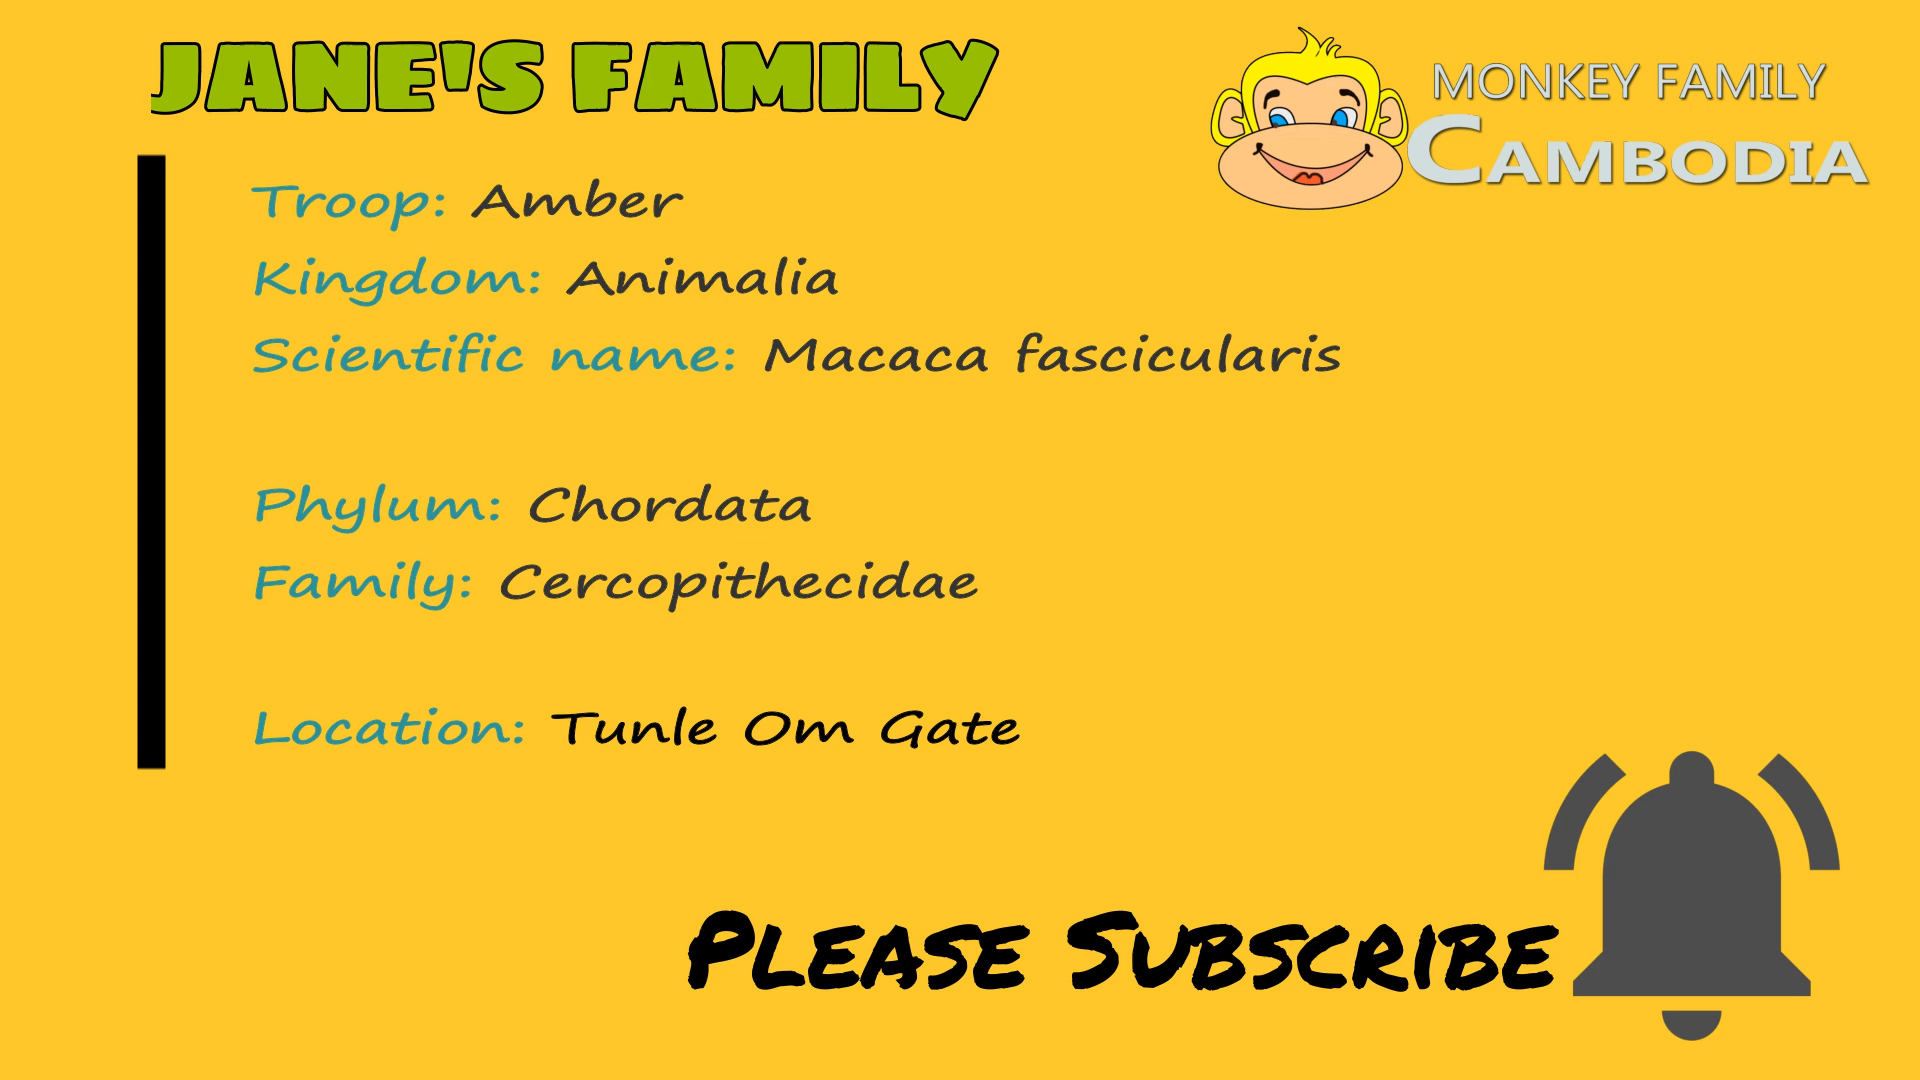 JANE'S FAMILY
MONKEY FAMILY
CAMBODIA
Troop: Amber
Kingdom: Animalia
Scientific name: Macaca fascicularis
Phylum: Chordata
Family: Cercopithecidae
Location: Tunle Om Gate
PLEASE SUBSCRIBE